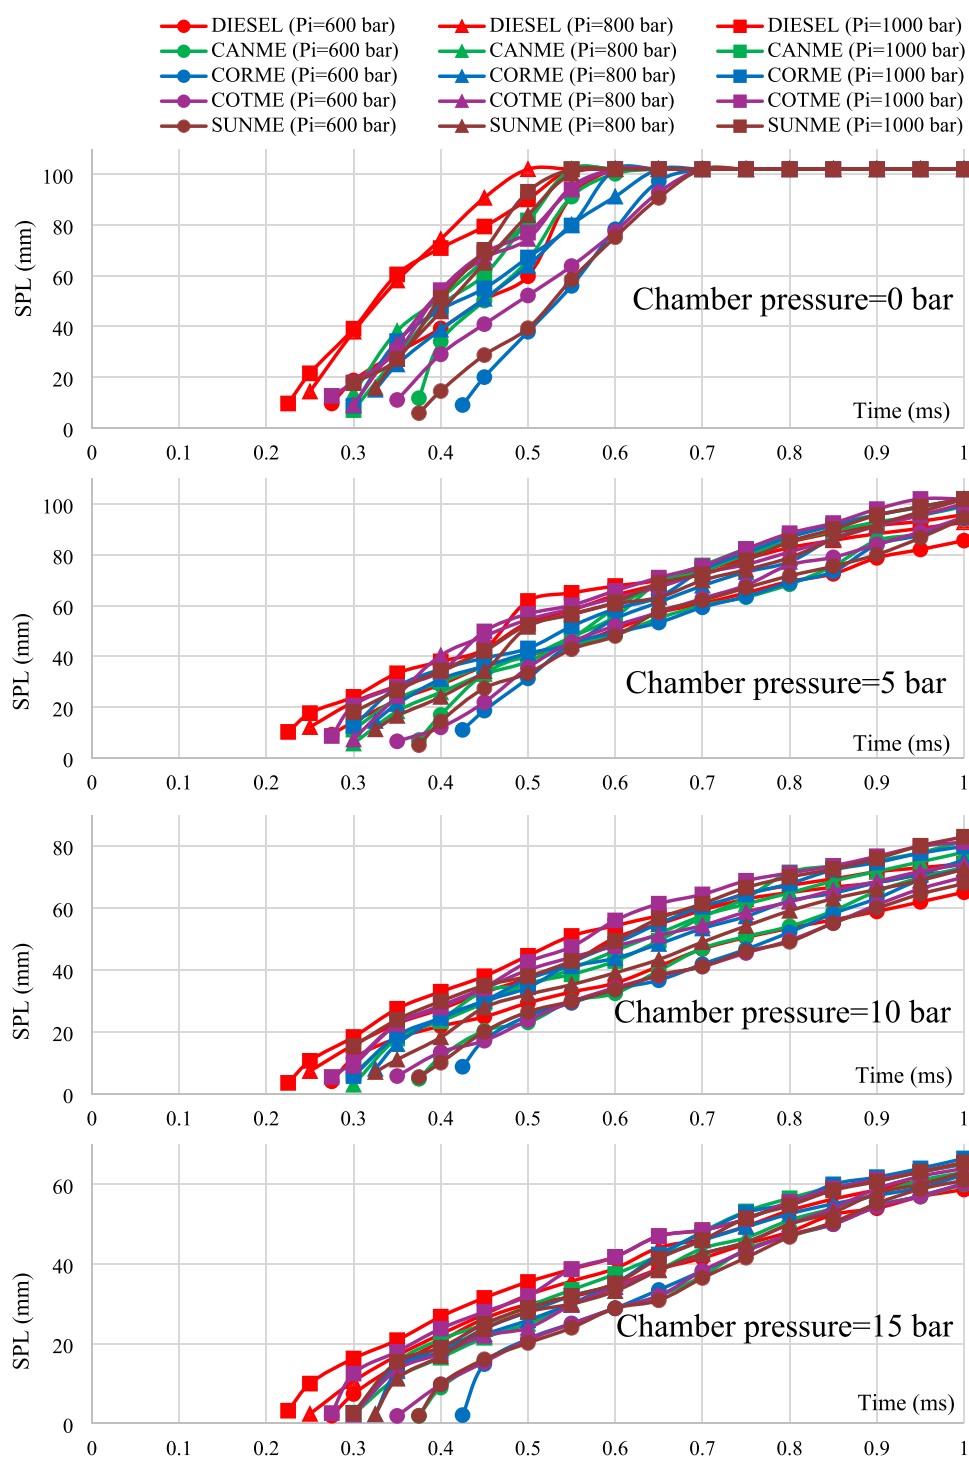 DIESEL (Pi=600 bar) DIESEL (Pi=800 bar) DIESEL (Pi=1000 bar)
CANME (Pi=600 bar) CANME (Pi=800 bar) CANME (Pi=1000 bar)
CORME (Pi=600 bar) CORME (Pi=800 bar) CORME (Pi=1000 bar)
COTME (Pi=600 bar) COTME (Pi=800 bar) COTME (Pi=1000 bar)
SUNME (Pi=600 bar) SUNME (Pi=800 bar) SUNME (Pi=1000 bar)
SPL (mm)
100
80
60
40
20
0
Chamber pressure=0 bar
Time (ms)
0 0.1 0.2 0.3 0.4 0.5 0.6 0.7 0.8 0.9 1
SPL (mm)
100
80
60
40
20
0
Chamber pressure=5 bar
Time (ms)
0 0.1 0.2 0.3 0.4 0.5 0.6 0.7 0.8 0.9 1
SPL (mm)
80
60
40
20
0
Chamber pressure=10 bar
Time (ms)
0 0.1 0.2 0.3 0.4 0.5 0.6 0.7 0.8 0.9 1
SPL (mm)
60
40
20
0
Chamber pressure=15 bar
Time (ms)
0 0.1 0.2 0.3 0.4 0.5 0.6 0.7 0.8 0.9 1